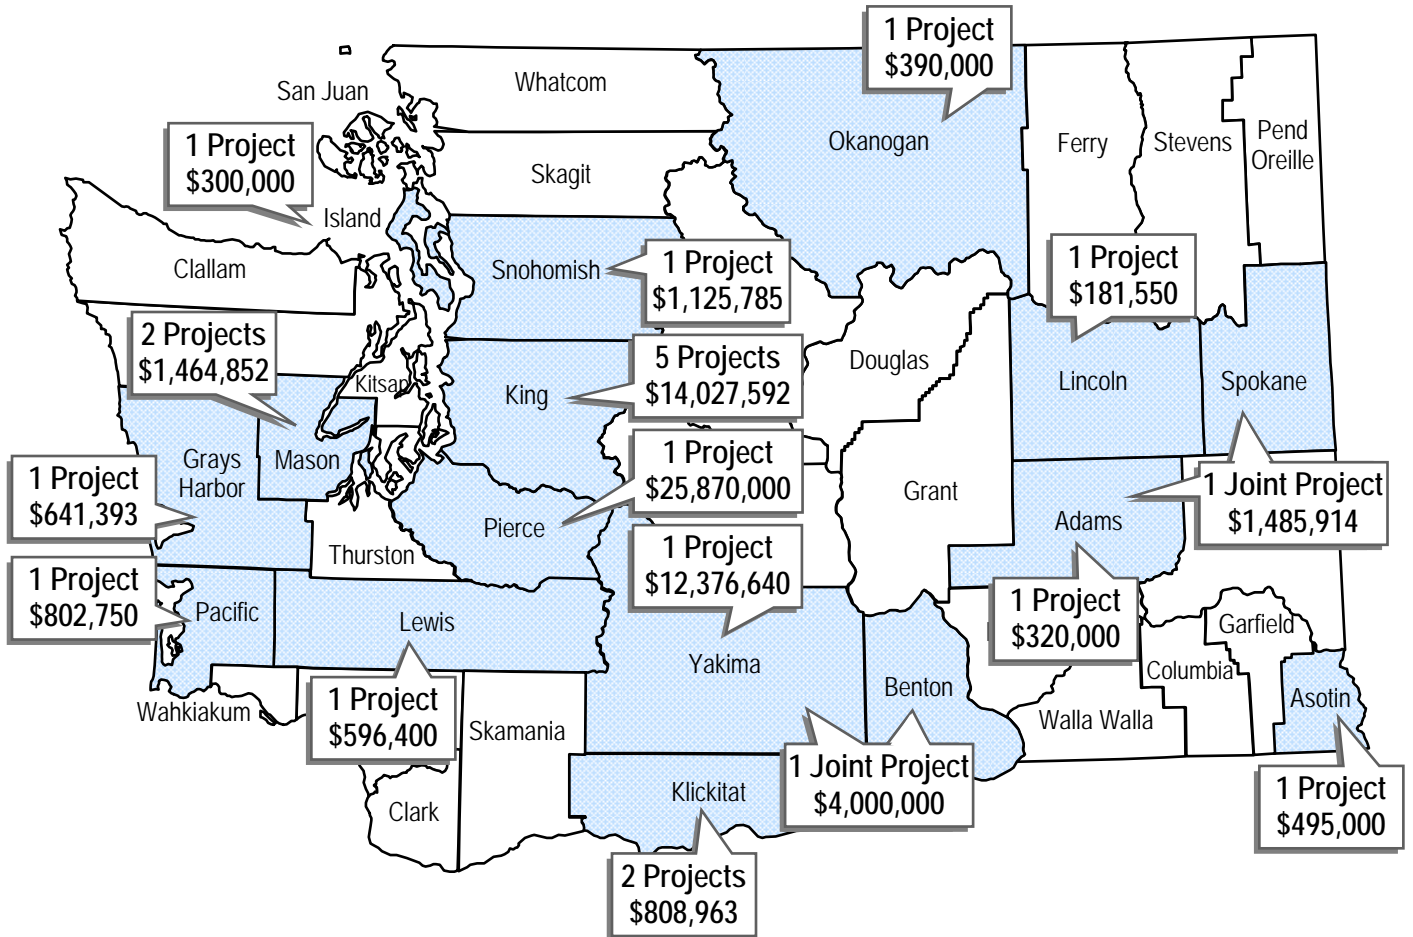 1 Project
$390,000
Whatcom
San Juan
Okanogan
Ferry
Stevens
Pend
Oreille
1 Project
$300,000
Skagit
Island
Clallam
Snohomish
1 Project
$1,125,785
1 Project
$181,550
2 Projects
$1,464,852
Kitsap
King
5 Projects
$14,027,592
Douglas
Lincoln
Spokane
Grays
Harbor
Mason
1 Project
$25,870,000
1 Project
$641,393
Pierce
Grant
Adams
1 Joint Project
$1,485,914
Thurston
1 Project
$12,376,640
1 Project
$802,750
Pacific
Lewis
1 Project
$320,000
Garfield
Yakima
Benton
Columbia
Asotin
Wahkiakum
1 Project
$596,400
Skamania
Walla Walla
1 Joint Project
$4,000,000
Klickitat
Clark
1 Project
$495,000
2 Projects
$808,963